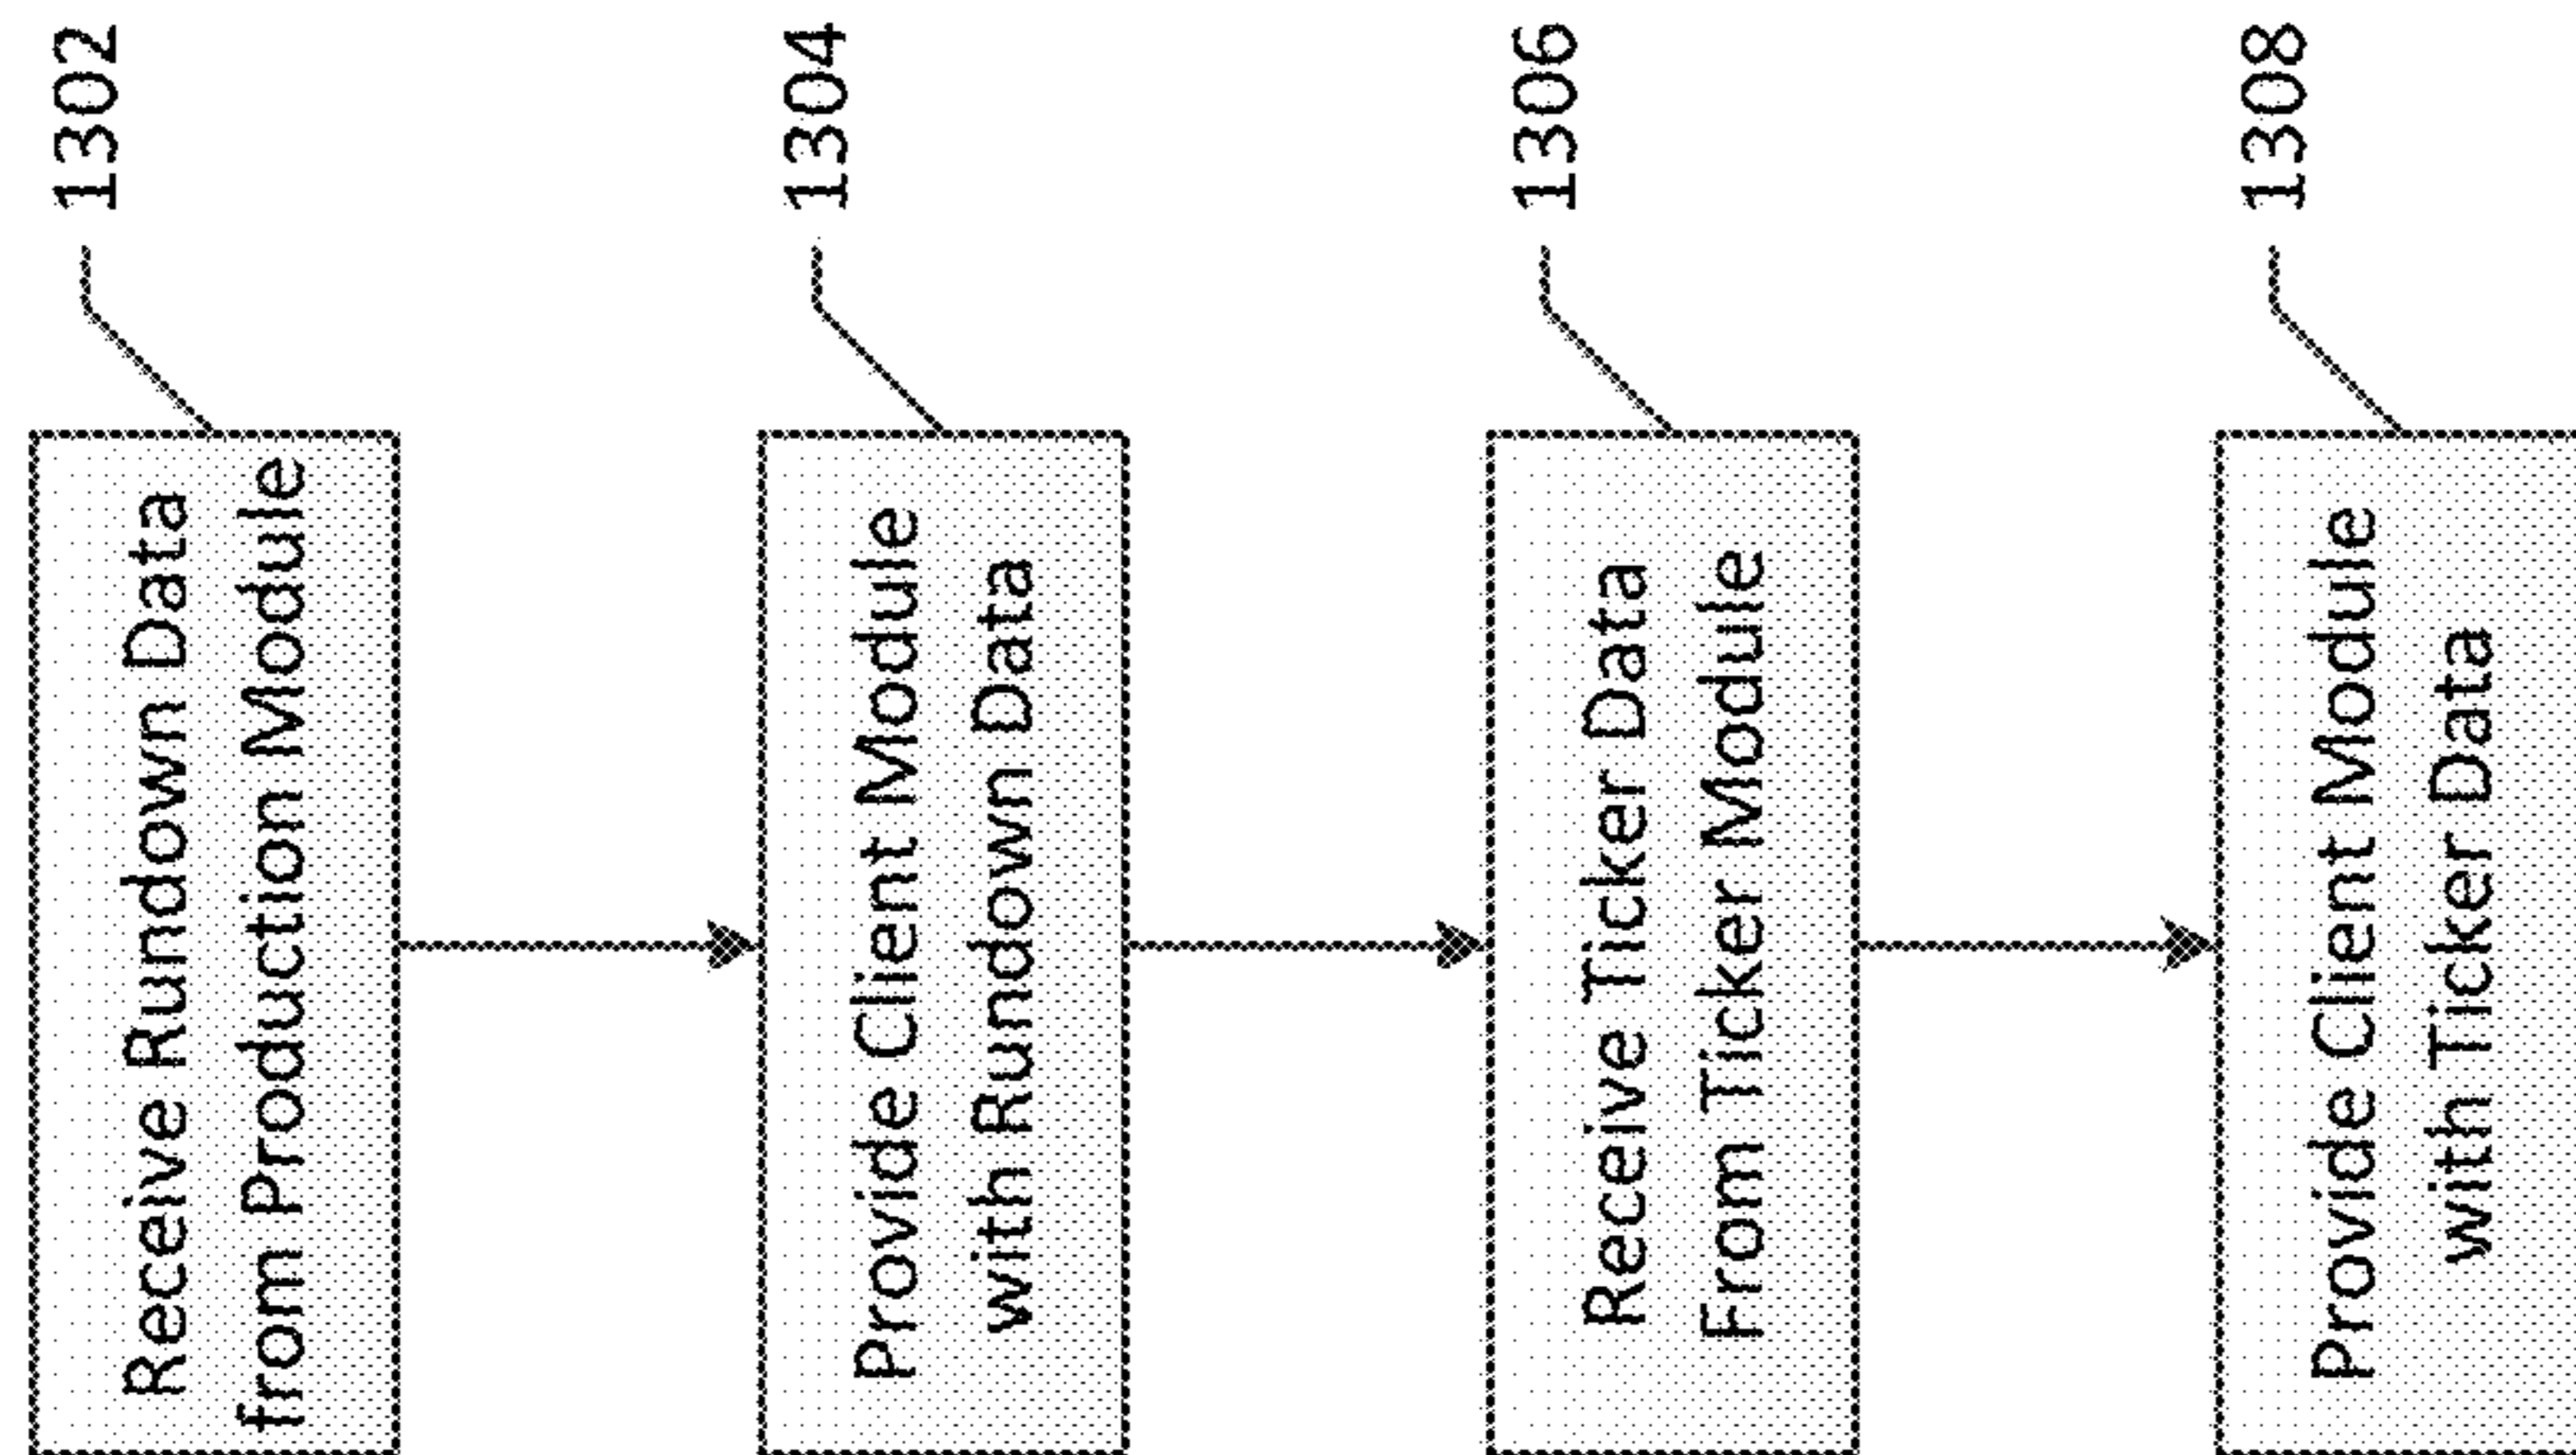 1302
Receive Rundown Data
from Production Module
1304
Provide Client Module
with Rundown Data
1306
Receive Ticker Data
From Ticker Module
1308
Provide Client Module
with Ticker Data